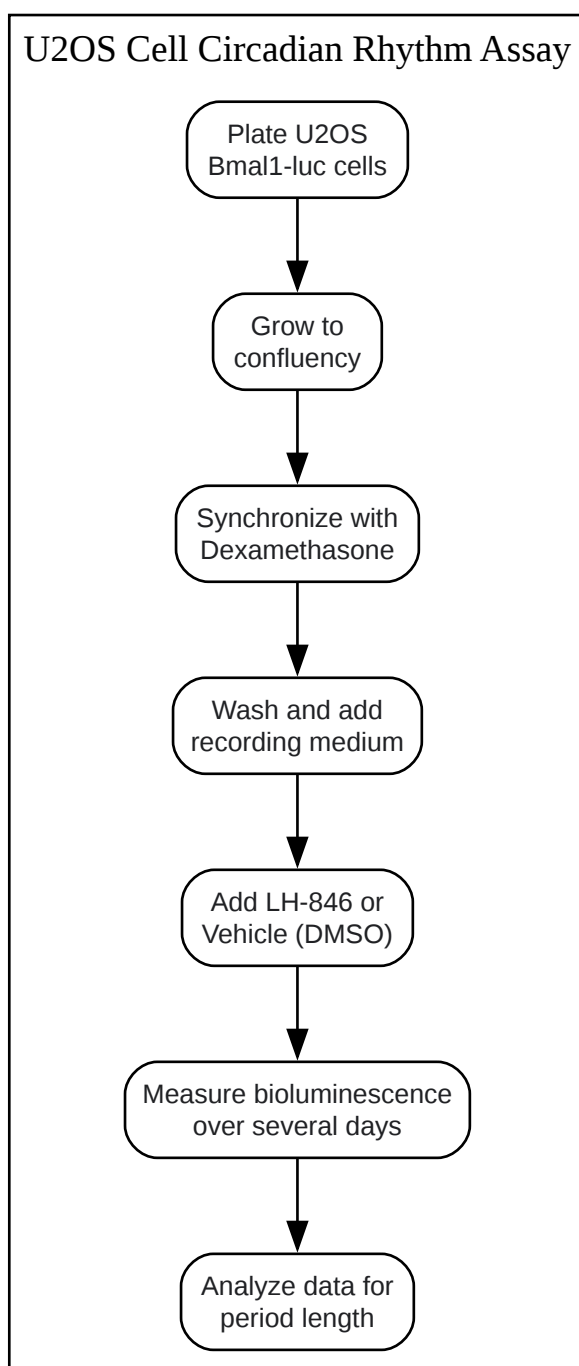 U2OS Cell Circadian Rhythm Assay
Plate U2OS
Bmal1-luc cells
Grow to
confluency
Synchronize with
Dexamethasone
Wash and add
recording medium
Add LH-846 or
Vehicle (DMSO)
Measure bioluminescence
over several days
Analyze data for
period length